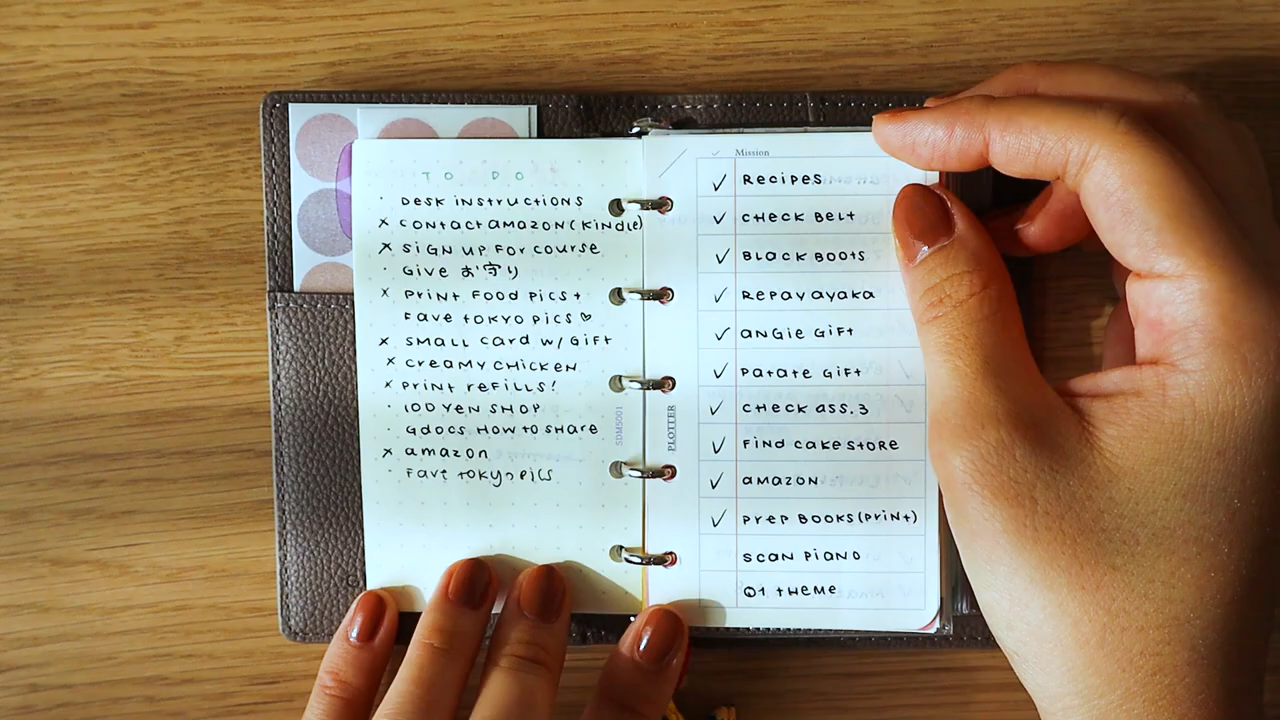 TO DO
· Desk instructions
× Contact amazon (Kindle)
× Sign up for course
· Give お守り
× Print food pics +
Fave tokyo pics ♡
× Small card w/ gift
× Creamy chicken
× Print refills!
· 100 yen shop
· Gdocs how to share
× amazon
· Fave tokyo pics
SDM5001
PLOTTER
✓ Mission
✓ Recipes
✓ Check belt
✓ Black boots
✓ Repay ayaka
✓ angie gift
✓ Patate gift
✓ Check ass.3
✓ Find cake store
✓ amazon
✓ Prep books (print)
Scan piano
Q1 theme